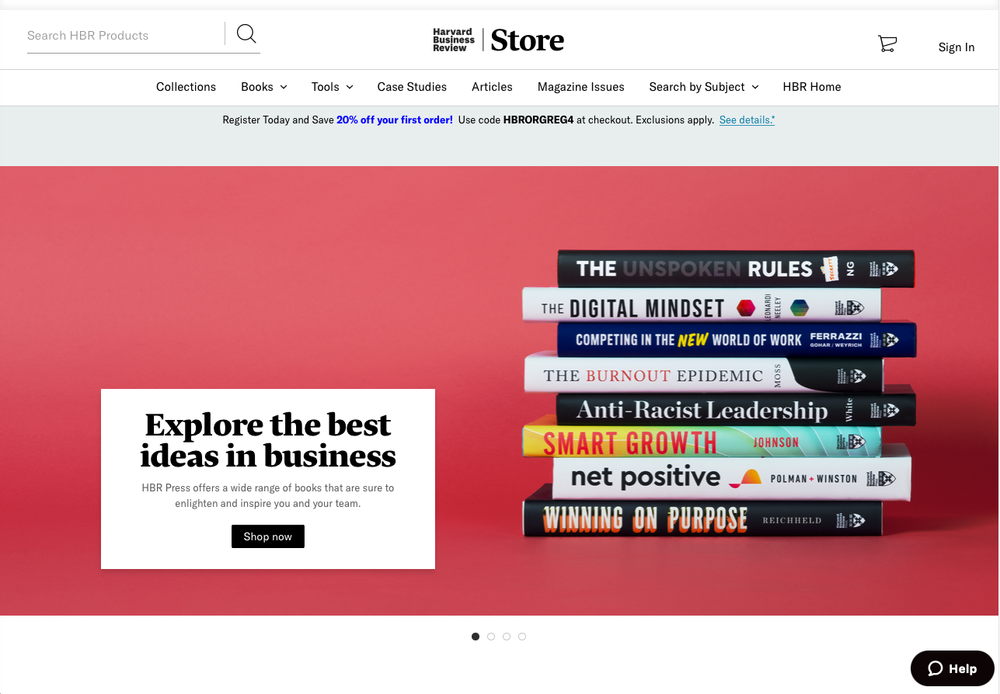 Search HBR Products
Harvard
Business
Review
Store
Sign In
Collections Books Tools Case Studies Articles Magazine Issues Search by Subject HBR Home
Register Today and Save 20% off your first order! Use code HBRORGREG4 at checkout. Exclusions apply. See details.*
THE UNSPOKEN RULES SECRETS NG
THE DIGITAL MINDSET LEONARDI NEELEY
COMPETING IN THE NEW WORLD OF WORK FERRAZZI
GOHAR / WEYRICH
THE BURNOUT EPIDEMIC MOSS
Anti-Racist Leadership White
SMART GROWTH JOHNSON
net positive POLMAN + WINSTON
WINNING ON PURPOSE REICHHELD
Explore the best
ideas in business
HBR Press offers a wide range of books that are sure to
enlighten and inspire you and your team.
Shop now
Help